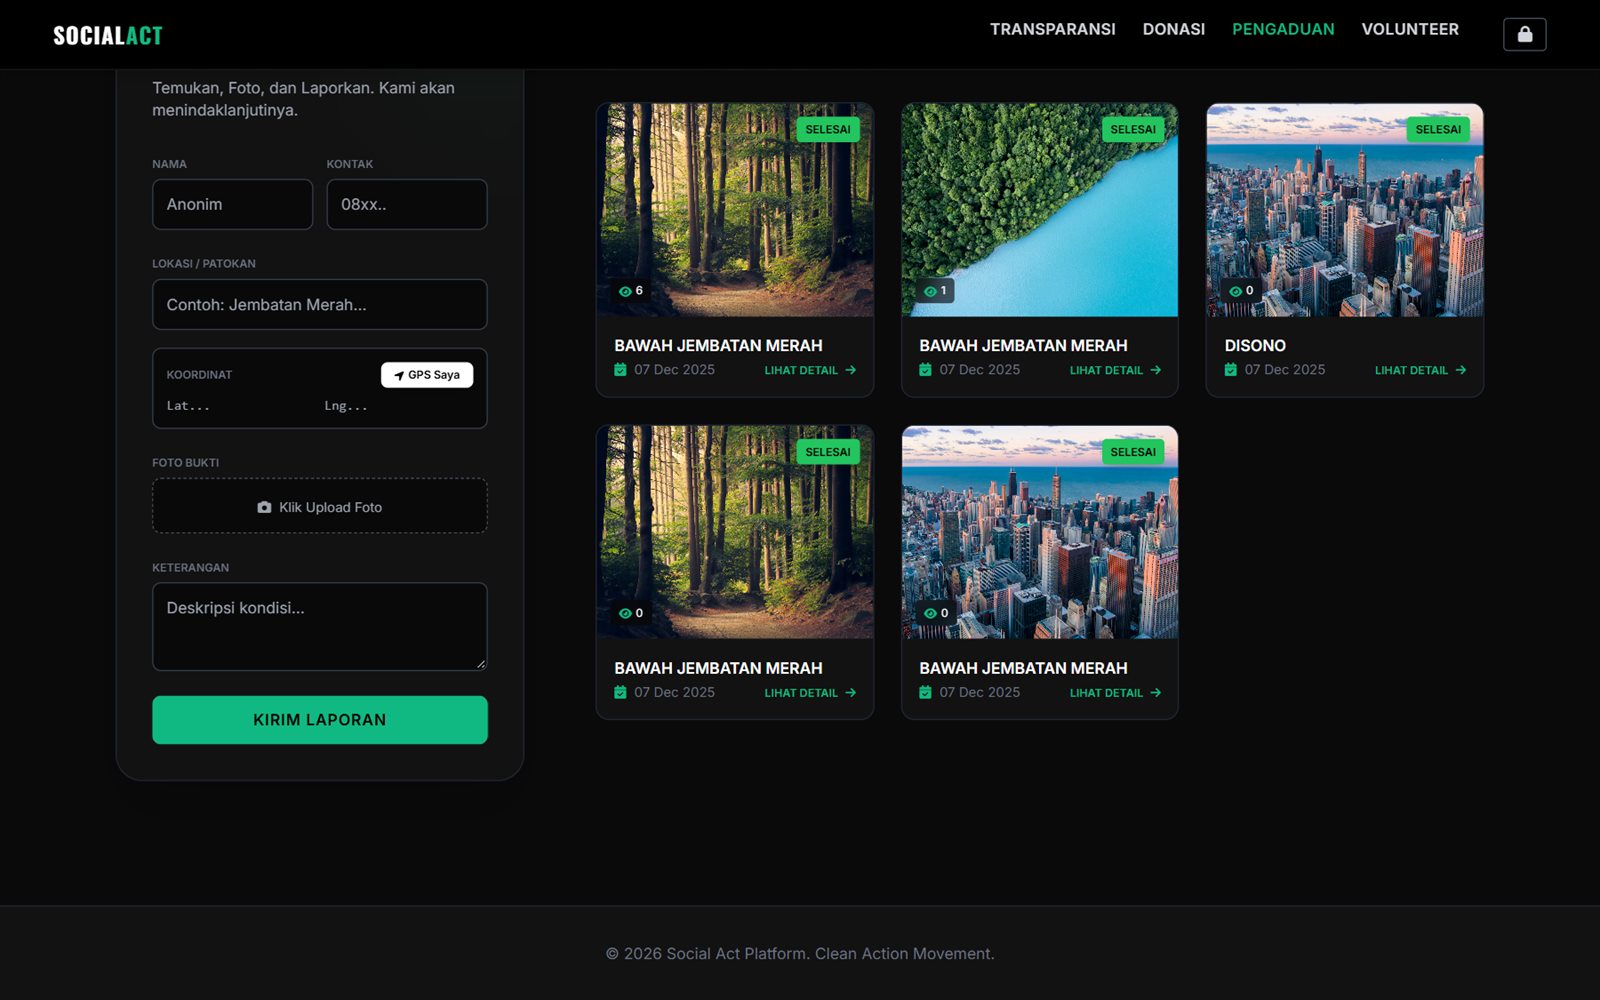 SOCIALACT
TRANSPARANSI DONASI PENGADUAN VOLUNTEER
Temukan, Foto, dan Laporkan. Kami akan
menindaklanjutinya.
NAMA
KONTAK
Anonim
08xx..
LOKASI / PATOKAN
Contoh: Jembatan Merah...
KOORDINAT
GPS Saya
Lat...
Lng...
FOTO BUKTI
Klik Upload Foto
KETERANGAN
Deskripsi kondisi...
KIRIM LAPORAN
SELESAI
6
BAWAH JEMBATAN MERAH
07 Dec 2025
LIHAT DETAIL
SELESAI
1
BAWAH JEMBATAN MERAH
07 Dec 2025
LIHAT DETAIL
SELESAI
0
DISONO
07 Dec 2025
LIHAT DETAIL
SELESAI
0
BAWAH JEMBATAN MERAH
07 Dec 2025
LIHAT DETAIL
SELESAI
0
BAWAH JEMBATAN MERAH
07 Dec 2025
LIHAT DETAIL
© 2026 Social Act Platform. Clean Action Movement.